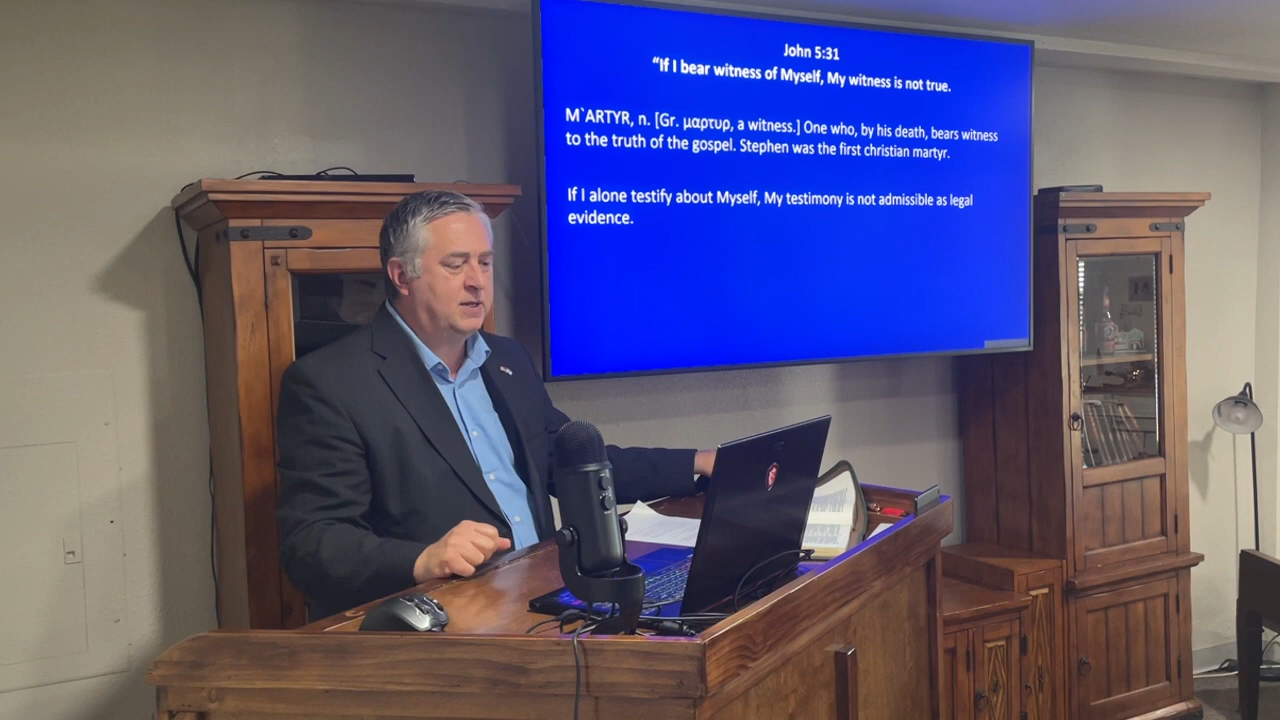 John 5:31
“If I bear witness of Myself, My witness is not true.
M`ARTYR, n. [Gr. μαρτυρ, a witness.] One who, by his death, bears witness
to the truth of the gospel. Stephen was the first christian martyr.
If I alone testify about Myself, My testimony is not admissible as legal
evidence.